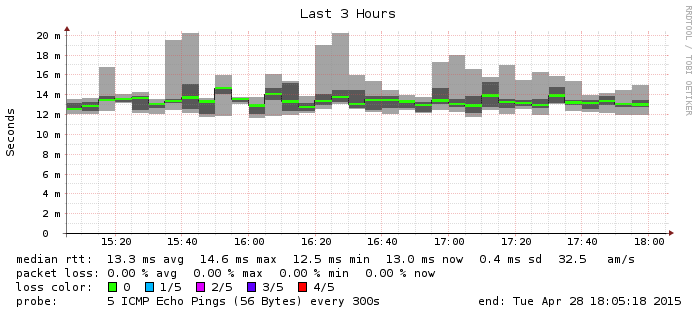 Last 3 Hours
RRDTOOL / TOBI OETIKER
Seconds
20 m
18 m
16 m
14 m
12 m
10 m
8 m
6 m
4 m
2 m
0
15:20 15:40 16:00 16:20 16:40 17:00 17:20 17:40 18:00
median rtt: 13.3 ms avg 14.6 ms max 12.5 ms min 13.0 ms now 0.4 ms sd 32.5 am/s
packet loss: 0.00 % avg 0.00 % max 0.00 % min 0.00 % now
loss color: 0 1/5 2/5 3/5 4/5
probe: 5 ICMP Echo Pings (56 Bytes) every 300s end: Tue Apr 28 18:05:18 2015